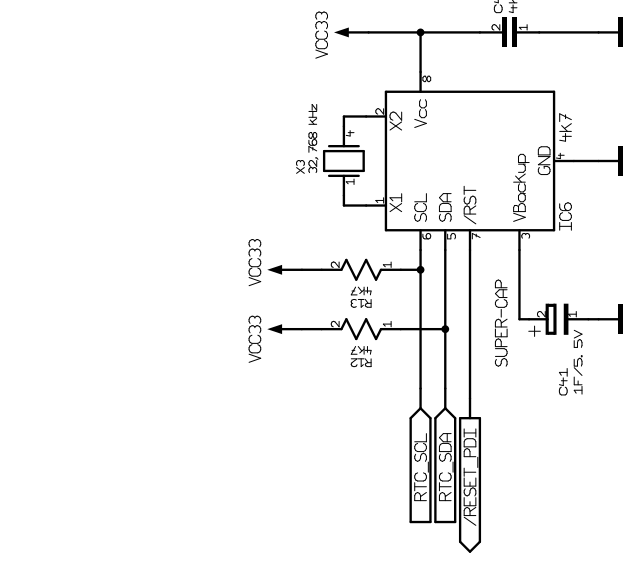 VCC33
2
1
8
X3
32,768 KHz
4
1
2
X2
Vcc
1
X1
SCL
SDA
/RST
VBackup
GND
4
4K7
IC6
6
5
7
3
VCC33
2
1
R13
4K7
VCC33
2
1
R12
4K7
SUPER-CAP
+
2
1
C41
1F/5.5V
RTC_SCL
RTC_SDA
/RESET_PDI